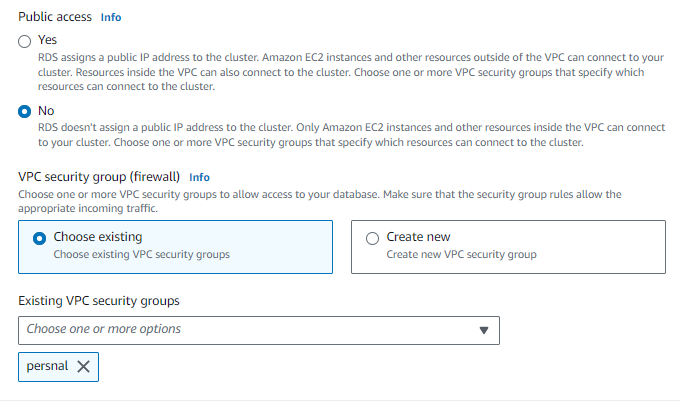 Public access Info
Yes
RDS assigns a public IP address to the cluster. Amazon EC2 instances and other resources outside of the VPC can connect to your
cluster. Resources inside the VPC can also connect to the cluster. Choose one or more VPC security groups that specify which
resources can connect to the cluster.
No
RDS doesn't assign a public IP address to the cluster. Only Amazon EC2 instances and other resources inside the VPC can connect
to your cluster. Choose one or more VPC security groups that specify which resources can connect to the cluster.
VPC security group (firewall) Info
Choose one or more VPC security groups to allow access to your database. Make sure that the security group rules allow the
appropriate incoming traffic.
Choose existing
Choose existing VPC security groups
Create new
Create new VPC security group
Existing VPC security groups
Choose one or more options
persnal